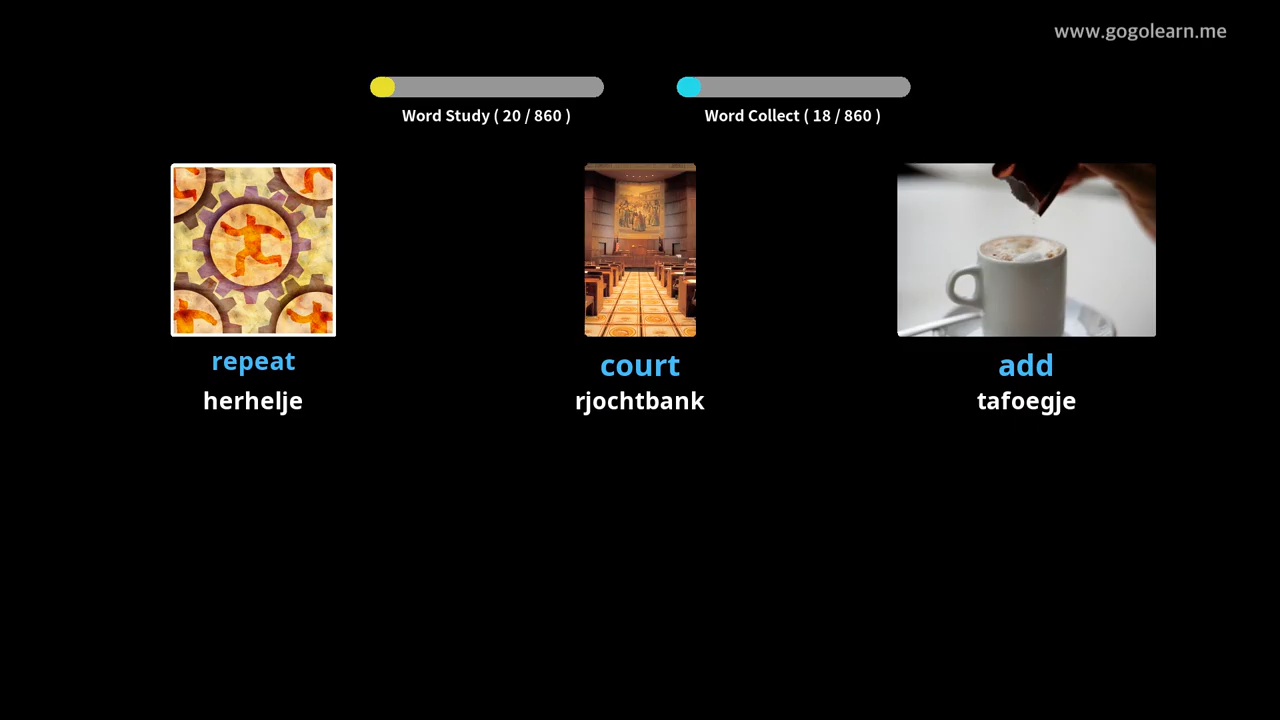 www.gogolearn.me
Word Study ( 20 / 860 )
Word Collect ( 18 / 860 )
repeat
court
add
herhelje
rjochtbank
tafoegje